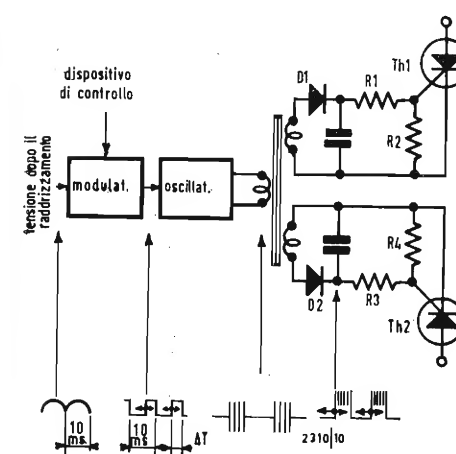 dispositivo
di controllo
tensione dopo il
raddrizzamento
modulat.
oscillat.
D1
R1
Th1
R2
D2
R3
R4
Th2
10
ms.
10
ms.
ΔT
2310|10